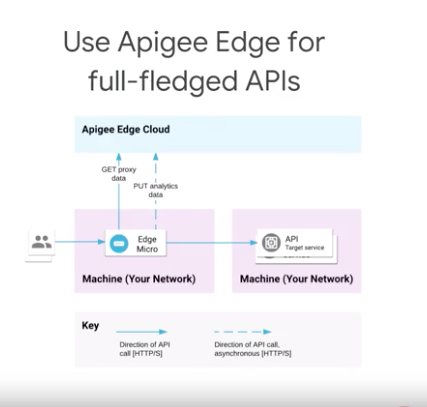 Use Apigee Edge for
full-fledged APIs
Apigee Edge Cloud
GET proxy
data
PUT analytics
data
Edge
Micro
API
Target service
Machine (Your Network)
Machine (Your Network)
Key
Direction of API
call [HTTP/S]
Direction of API call,
asynchronous [HTTP/S]